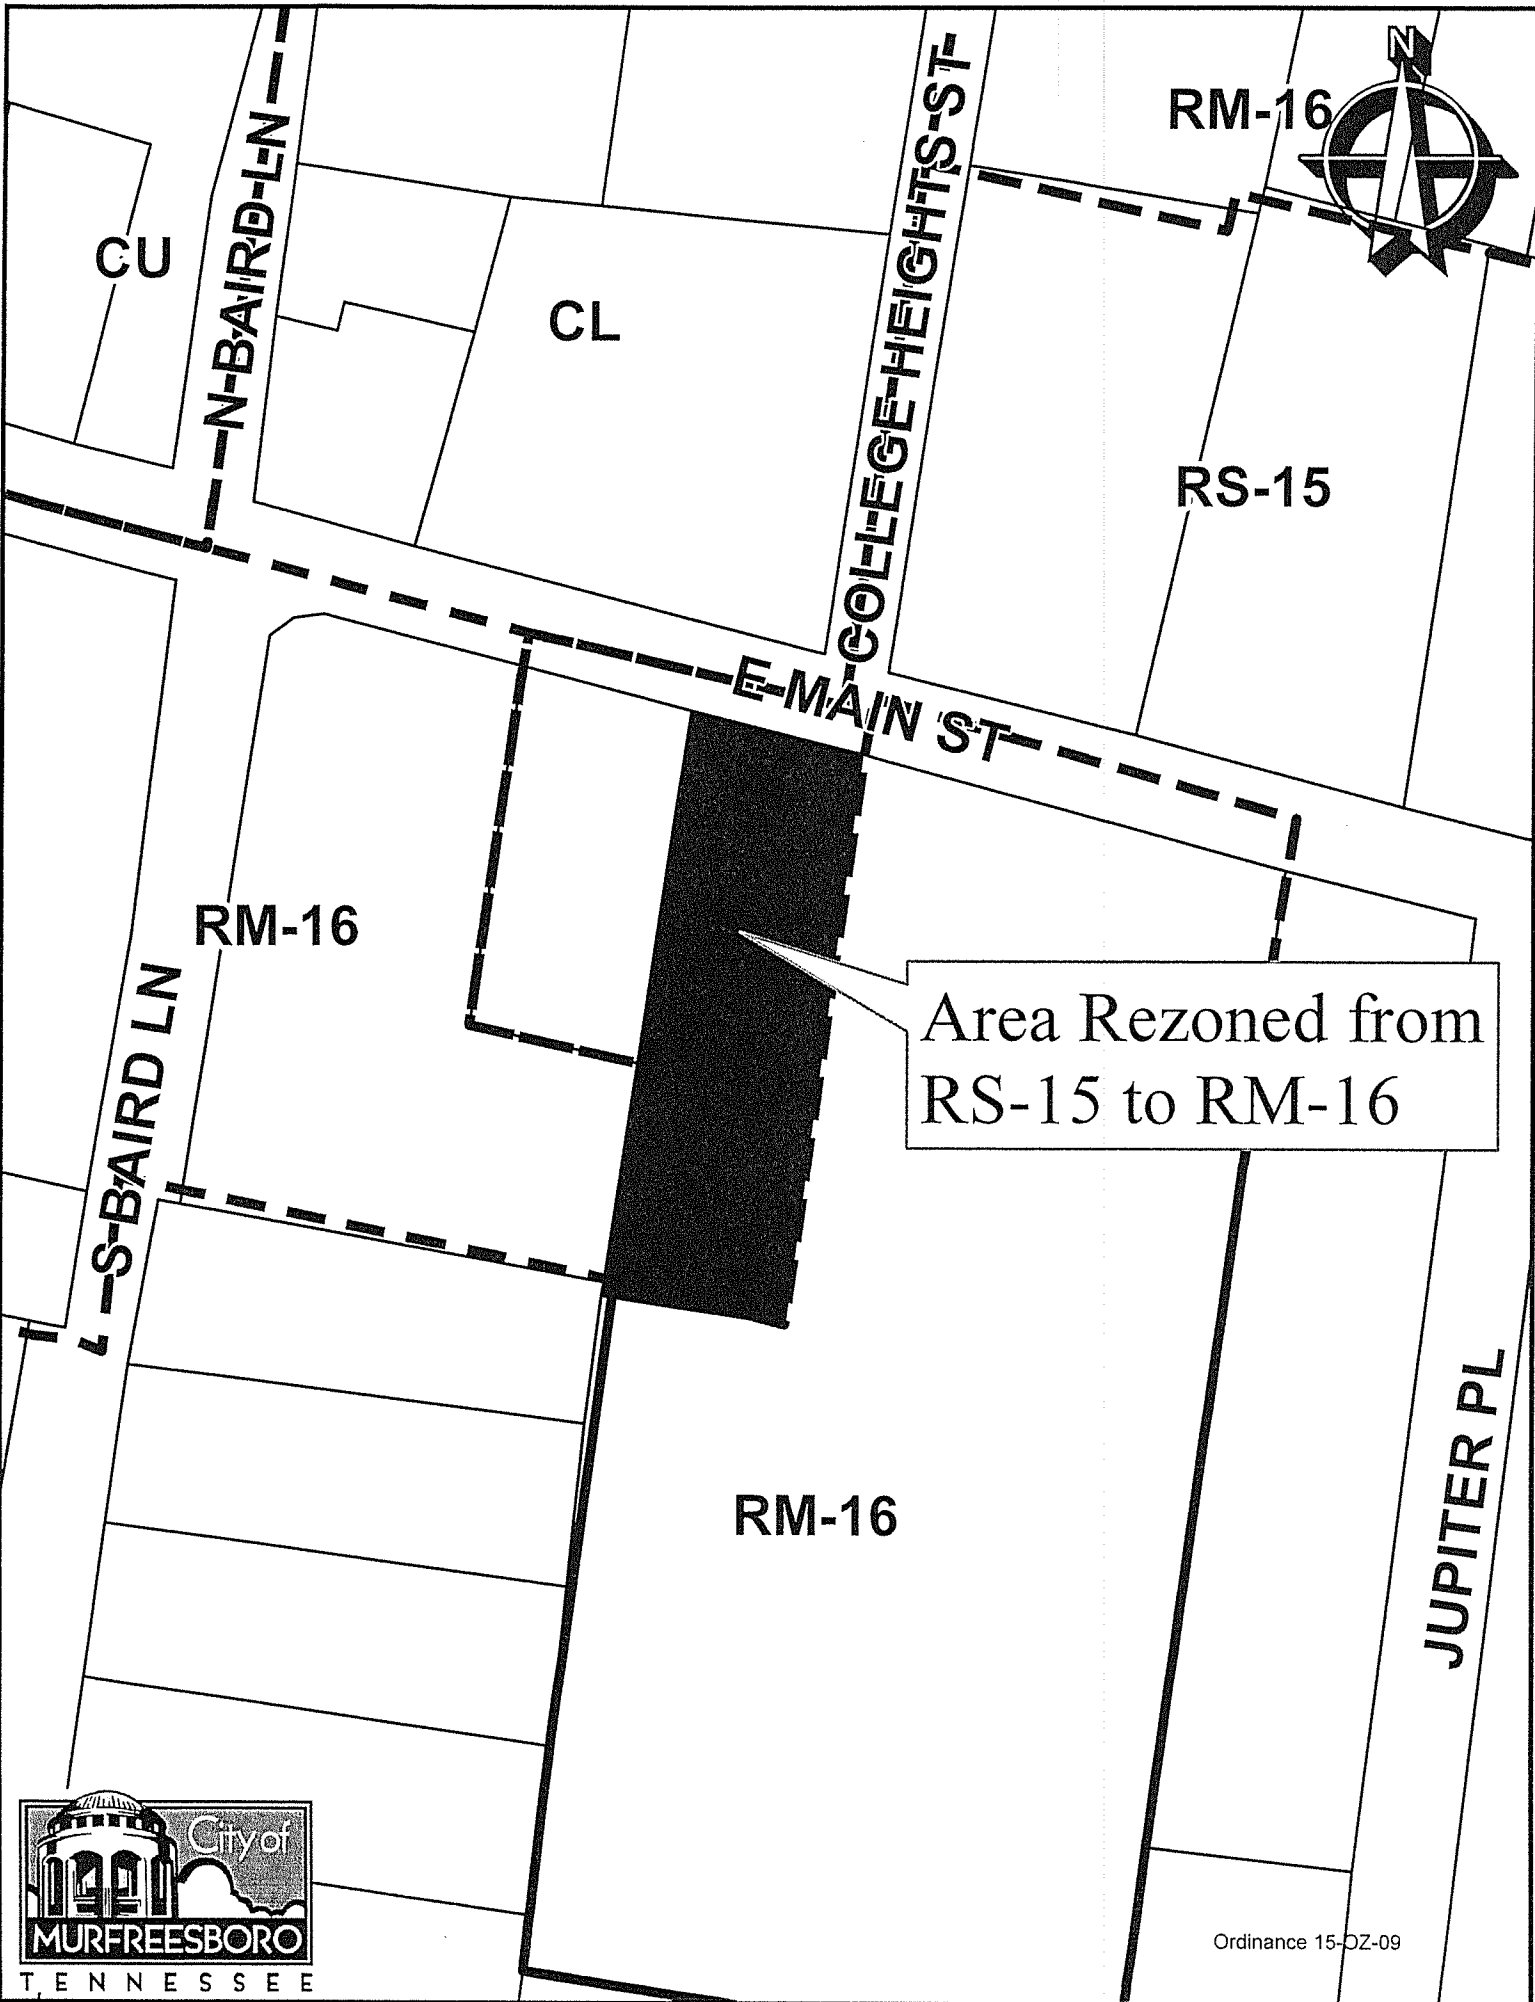 N
RM-16
CU
N BAIRD LN
CL
COLLEGE HEIGHTS ST
RS-15
E MAIN ST
RM-16
Area Rezoned from
RS-15 to RM-16
S BAIRD LN
RM-16
JUPITER PL
City of
MURFREESBORO
TENNESSEE
Ordinance 15-OZ-09